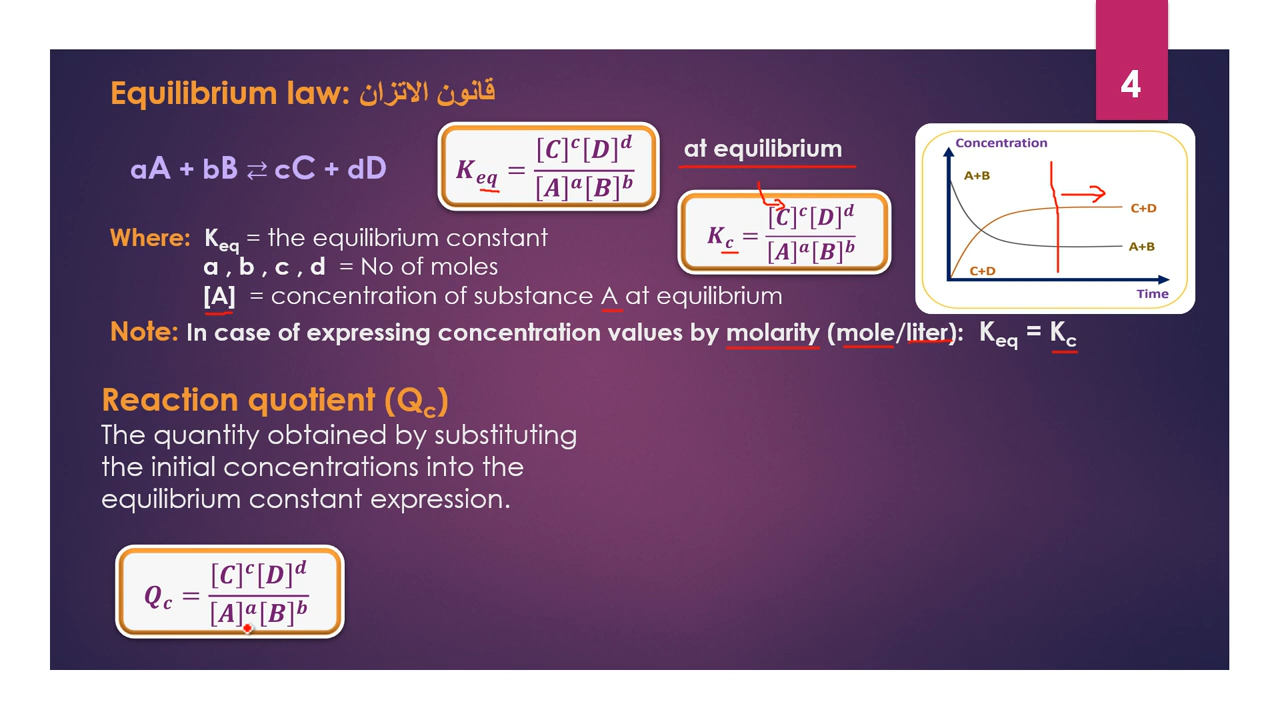 4
Equilibrium law: قانون الاتزان
aA + bB ⇄ cC + dD
K_eq = [C]^c[D]^d / [A]^a[B]^b
at equilibrium
K_c = [C]^c[D]^d / [A]^a[B]^b
Concentration
A+B
C+D
A+B
C+D
Time
Where: K_eq = the equilibrium constant
a , b , c , d = No of moles
[A] = concentration of substance A at equilibrium
Note: In case of expressing concentration values by molarity (mole/liter): K_eq = K_c
Reaction quotient (Q_c)
The quantity obtained by substituting
the initial concentrations into the
equilibrium constant expression.
Q_c = [C]^c[D]^d / [A]^a[B]^b